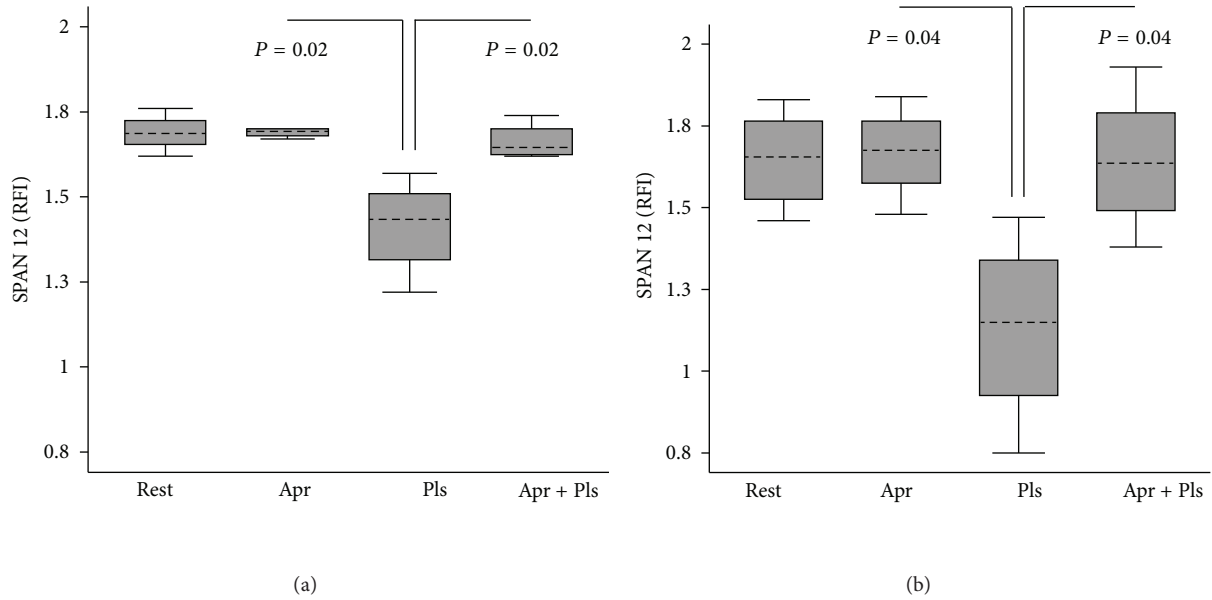 2
1.8
1.5
1.3
1
0.8
SPAN 12 (RFI)
P = 0.02
P = 0.02
Rest
Apr
Pls
Apr + Pls
(a)
2
1.8
1.5
1.3
1
0.8
SPAN 12 (RFI)
P = 0.04
P = 0.04
Rest
Apr
Pls
Apr + Pls
(b)